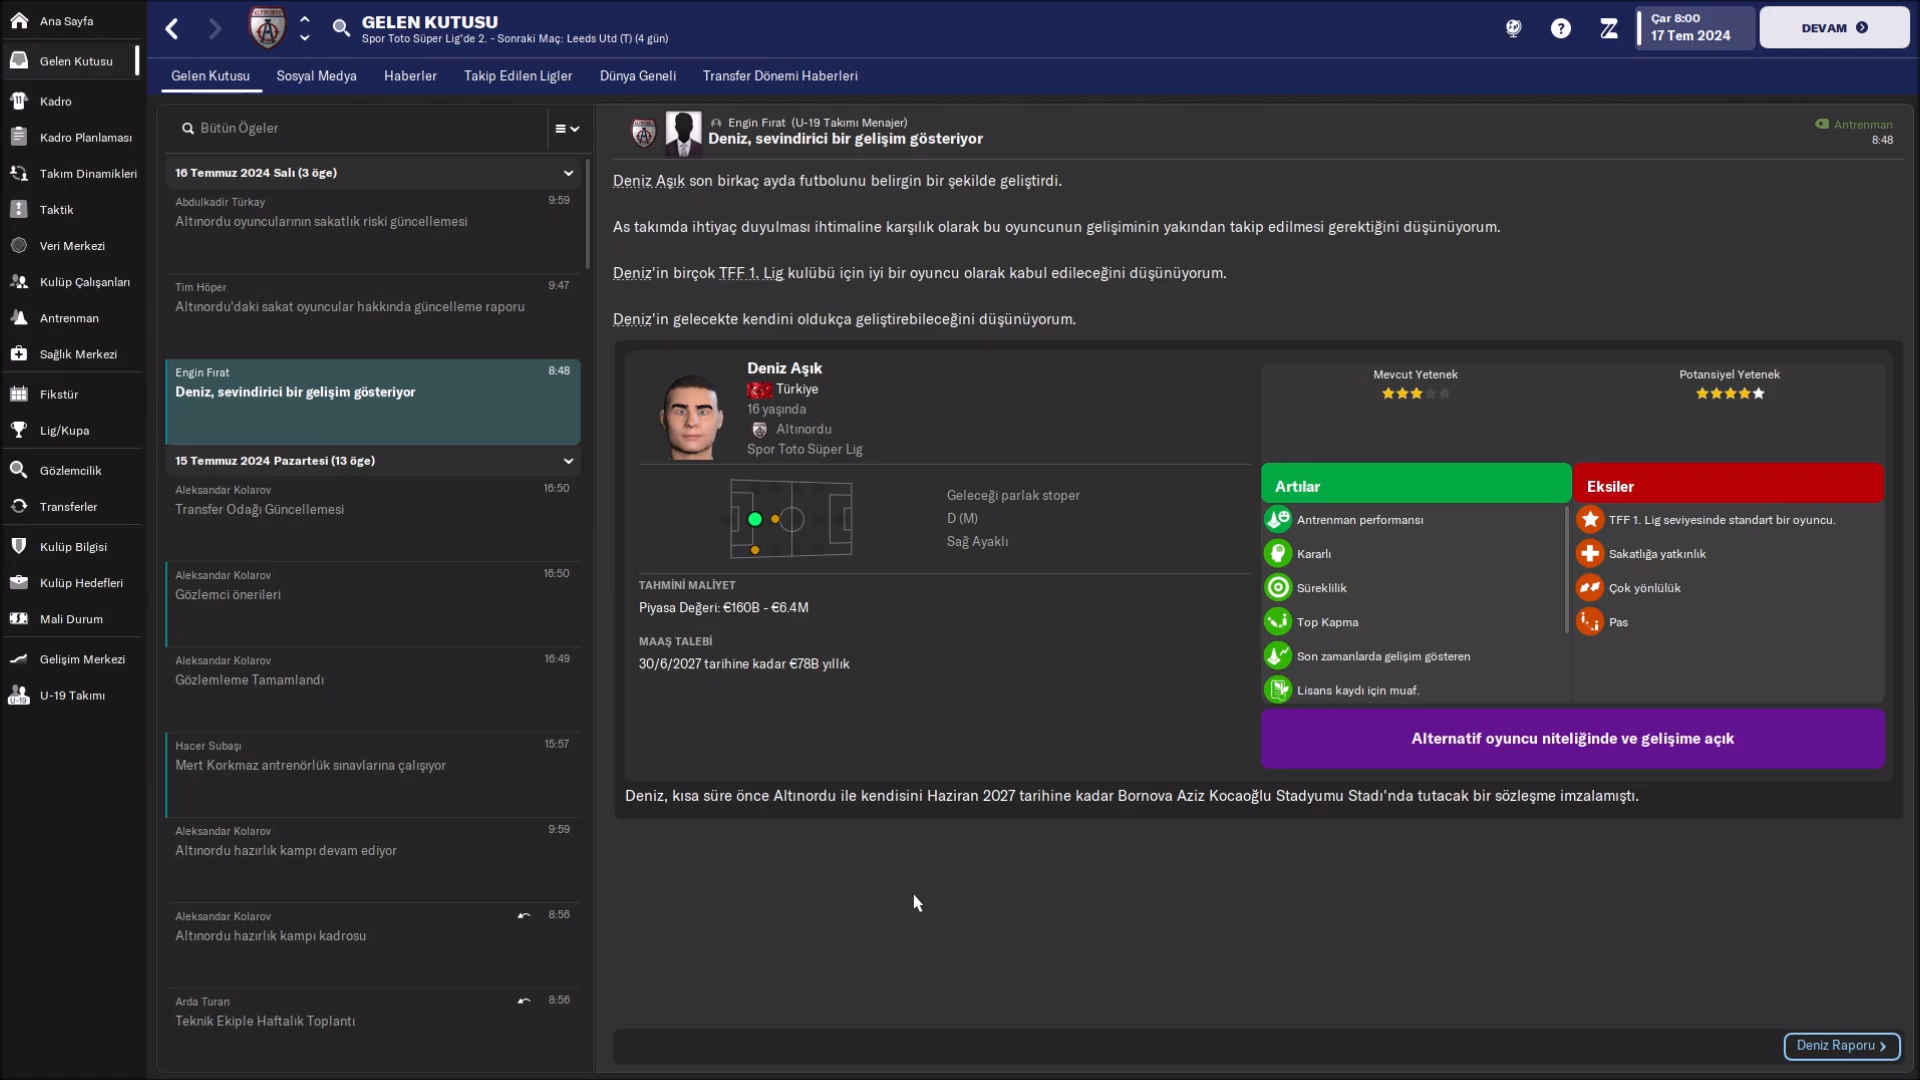 Ana Sayfa
Gelen Kutusu
Kadro
Kadro Planlaması
Takım Dinamikleri
Taktik
Veri Merkezi
Kulüp Çalışanları
Antrenman
Sağlık Merkezi
Fikstür
Lig/Kupa
Gözlemcilik
Transferler
Kulüp Bilgisi
Kulüp Hedefleri
Mali Durum
Gelişim Merkezi
U-19 Takımı
GELEN KUTUSU
Spor Toto Süper Lig'de 2. - Sonraki Maç: Leeds Utd (T) (4 gün)
Çar 8:00
17 Tem 2024
DEVAM
Gelen Kutusu Sosyal Medya Haberler Takip Edilen Ligler Dünya Geneli Transfer Dönemi Haberleri
Bütün Ögeler
16 Temmuz 2024 Salı (3 öge)
Abdulkadir Türkay 9:59
Altınordu oyuncularının sakatlık riski güncellemesi
Tim Höper 9:47
Altınordu'daki sakat oyuncular hakkında güncelleme raporu
Engin Fırat 8:48
Deniz, sevindirici bir gelişim gösteriyor
15 Temmuz 2024 Pazartesi (13 öge)
Aleksandar Kolarov 16:50
Transfer Odağı Güncellemesi
Aleksandar Kolarov 16:50
Gözlemci önerileri
Aleksandar Kolarov 16:49
Gözlemleme Tamamlandı
Hacer Subaşı 15:57
Mert Korkmaz antrenörlük sınavlarına çalışıyor
Aleksandar Kolarov 9:59
Altınordu hazırlık kampı devam ediyor
Aleksandar Kolarov 8:56
Altınordu hazırlık kampı kadrosu
Arda Turan 8:56
Teknik Ekiple Haftalık Toplantı
Engin Fırat (U-19 Takımı Menajer)
Deniz, sevindirici bir gelişim gösteriyor
Antrenman
8:48
Deniz Aşık son birkaç ayda futbolunu belirgin bir şekilde geliştirdi.
As takımda ihtiyaç duyulması ihtimaline karşılık olarak bu oyuncunun gelişiminin yakından takip edilmesi gerektiğini düşünüyorum.
Deniz'in birçok TFF 1. Lig kulübü için iyi bir oyuncu olarak kabul edileceğini düşünüyorum.
Deniz'in gelecekte kendini oldukça geliştirebileceğini düşünüyorum.
Deniz Aşık
Türkiye
16 yaşında
Altınordu
Spor Toto Süper Lig
Geleceği parlak stoper
D (M)
Sağ Ayaklı
TAHMİNİ MALİYET
Piyasa Değeri: €160B - €6.4M
MAAŞ TALEBİ
30/6/2027 tarihine kadar €78B yıllık
Mevcut Yetenek
Potansiyel Yetenek
Artılar
Antrenman performansı
Kararlı
Süreklilik
Top Kapma
Son zamanlarda gelişim gösteren
Lisans kaydı için muaf.
Eksiler
TFF 1. Lig seviyesinde standart bir oyuncu.
Sakatlığa yatkınlık
Çok yönlülük
Pas
Alternatif oyuncu niteliğinde ve gelişime açık
Deniz, kısa süre önce Altınordu ile kendisini Haziran 2027 tarihine kadar Bornova Aziz Kocaoğlu Stadyumu Stadı'nda tutacak bir sözleşme imzalamıştı.
Deniz Raporu